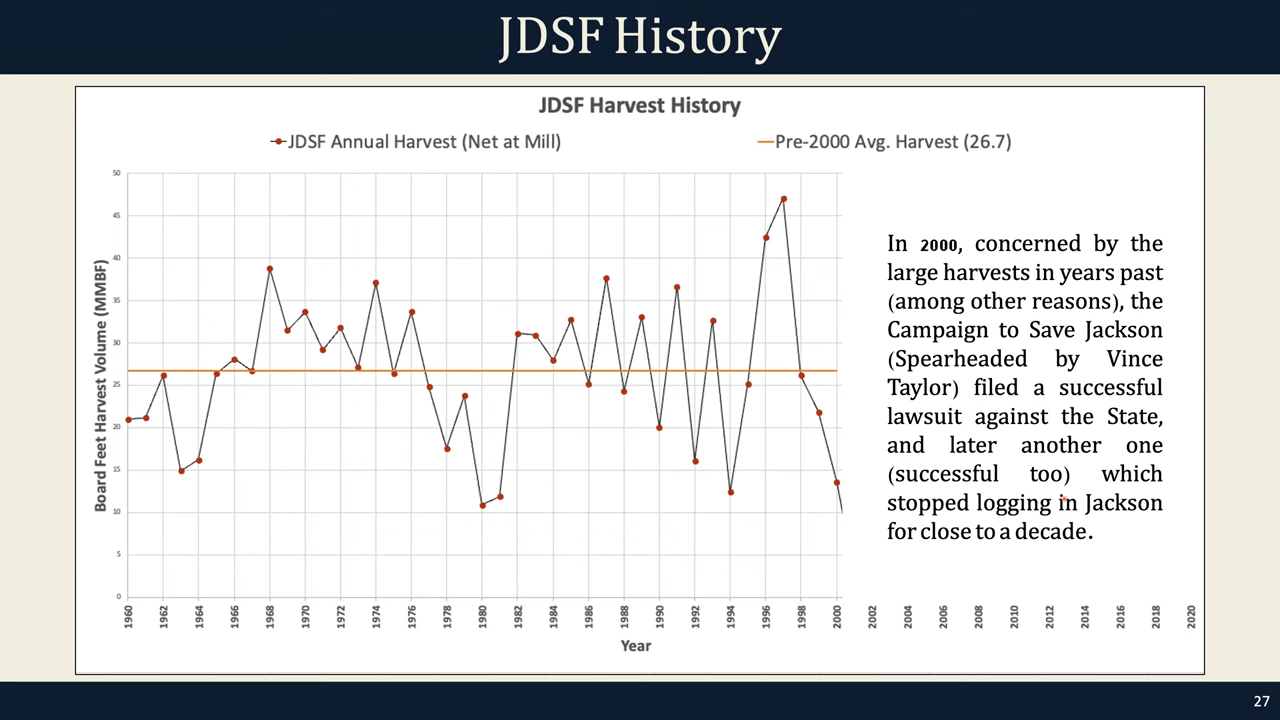 JDSF History
JDSF Harvest History
JDSF Annual Harvest (Net at Mill)
Pre-2000 Avg. Harvest (26.7)
Board Feet Harvest Volume (MMBF)
50
45
40
35
30
25
20
15
10
5
0
1960 1962 1964 1966 1968 1970 1972 1974 1976 1978 1980 1982 1984 1986 1988 1990 1992 1994 1996 1998 2000 2002 2004 2006 2008 2010 2012 2014 2016 2018 2020
Year
In 2000, concerned by the
large harvests in years past
(among other reasons), the
Campaign to Save Jackson
(Spearheaded by Vince
Taylor) filed a successful
lawsuit against the State,
and later another one
(successful too) which
stopped logging in Jackson
for close to a decade.
27